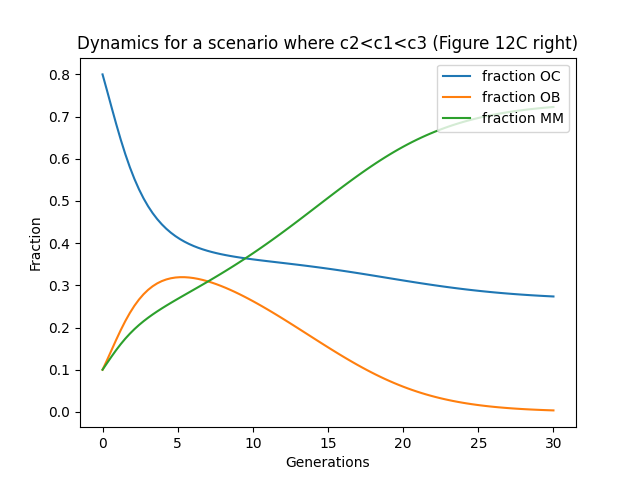 Dynamics for a scenario where c2<c1<c3 (Figure 12C right)
fraction OC
fraction OB
fraction MM
Fraction
0.8
0.7
0.6
0.5
0.4
0.3
0.2
0.1
0.0
0 5 10 15 20 25 30
Generations